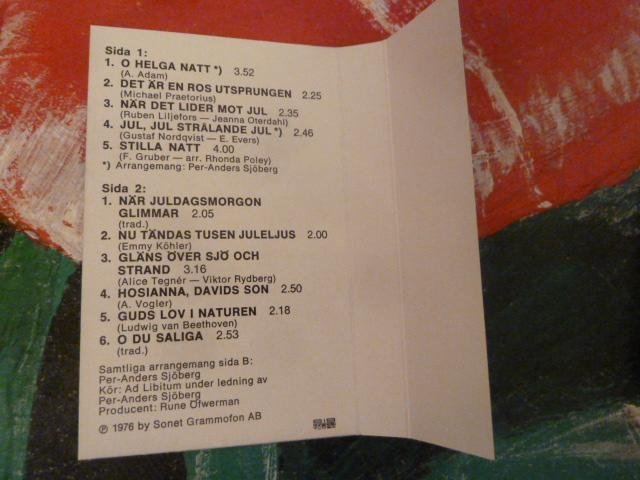 Sida 1:
1. O HELGA NATT *) 3.52
(A. Adam)
2. DET ÄR EN ROS UTSPRUNGEN 2.25
(Michael Praetorius)
3. NÄR DET LIDER MOT JUL 2.35
(Ruben Liljefors — Jeanna Oterdahl)
4. JUL, JUL STRÅLANDE JUL *) 2.46
(Gustaf Nordqvist — E. Evers)
5. STILLA NATT 4.00
(F. Gruber — arr. Rhonda Poley)
*) Arrangemang: Per-Anders Sjöberg
Sida 2:
1. NÄR JULDAGSMORGON
GLIMMAR 2.05
(trad.)
2. NU TÄNDAS TUSEN JULELJUS 2.00
(Emmy Köhler)
3. GLÄNS ÖVER SJÖ OCH
STRAND 3.16
(Alice Tegnér — Viktor Rydberg)
4. HOSIANNA, DAVIDS SON 2.50
(A. Vogler)
5. GUDS LOV I NATUREN 2.18
(Ludwig van Beethoven)
6. O DU SALIGA 2.53
(trad.)
Samtliga arrangemang sida B:
Per-Anders Sjöberg
Kör: Ad Libitum under ledning av
Per-Anders Sjöberg
Producent: Rune Öfwerman
℗ 1976 by Sonet Grammofon AB